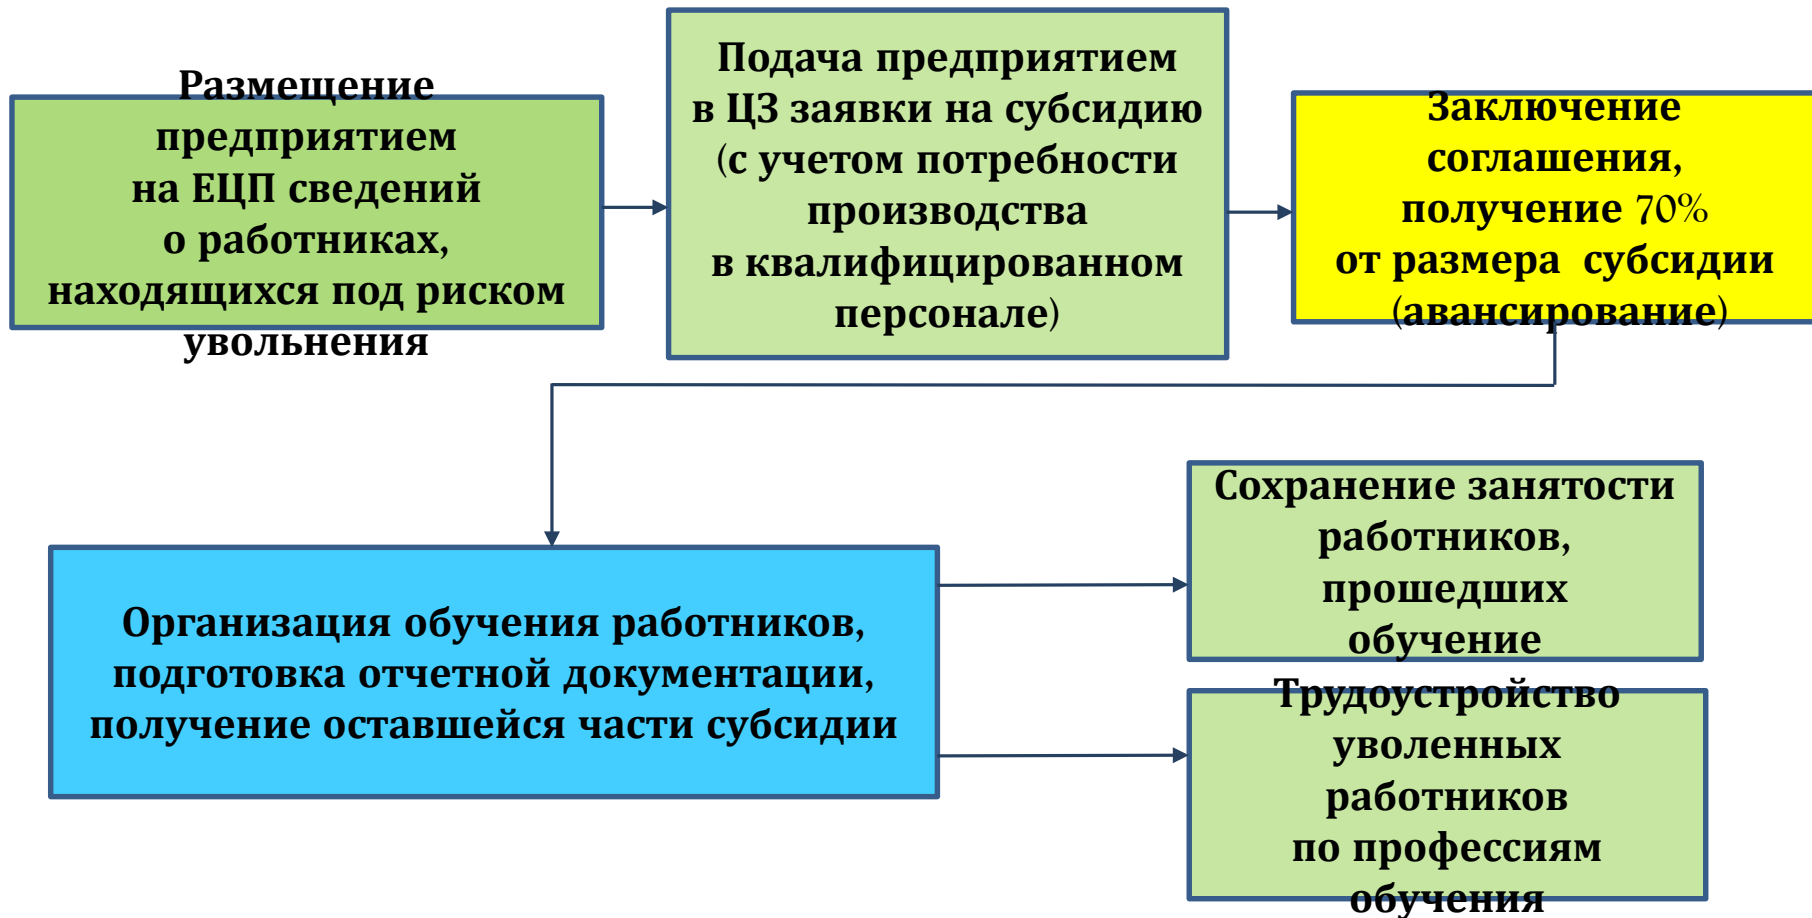 Размещение
предприятием
на ЕЦП сведений
о работниках,
находящихся под риском
увольнения
Подача предприятием
в ЦЗ заявки на субсидию
(с учетом потребности
производства
в квалифицированном
персонале)
Заключение
соглашения,
получение 70%
от размера субсидии
(авансирование)
Организация обучения работников,
подготовка отчетной документации,
получение оставшейся части субсидии
Сохранение занятости
работников,
прошедших
обучение
Трудоустройство
уволенных
работников
по профессиям
обучения